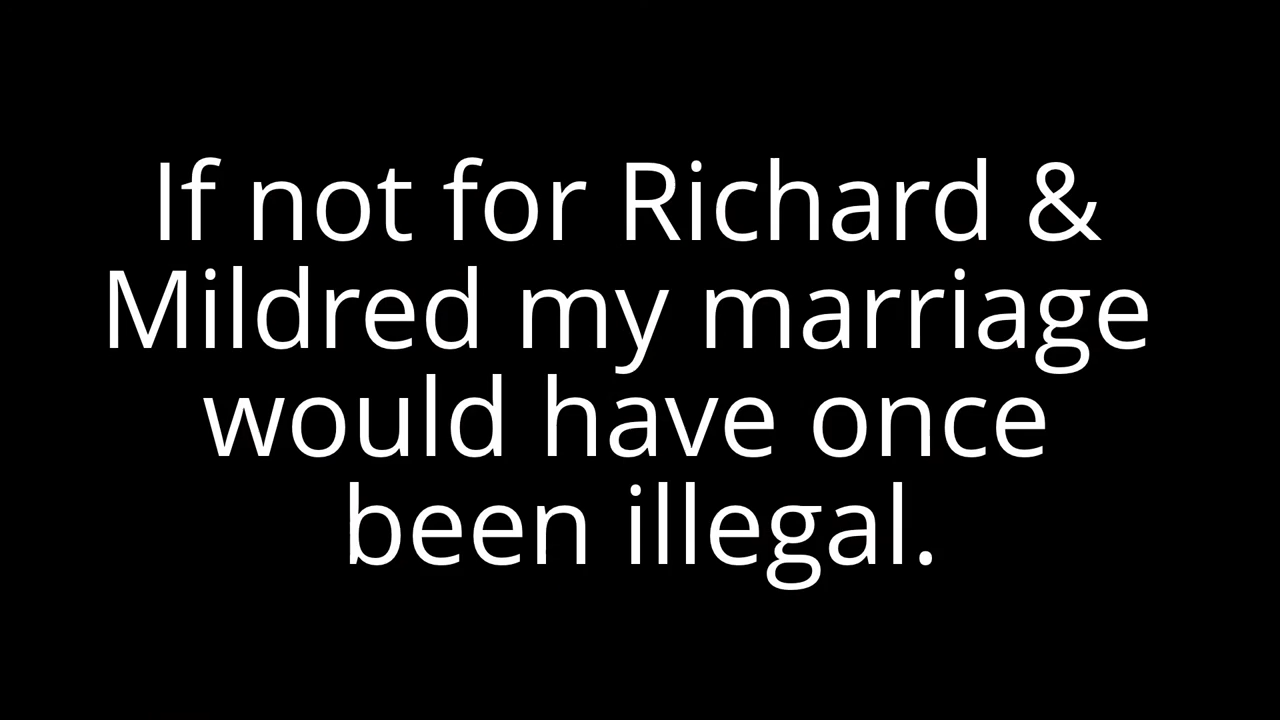 If not for Richard &
Mildred my marriage
would have once
been illegal.